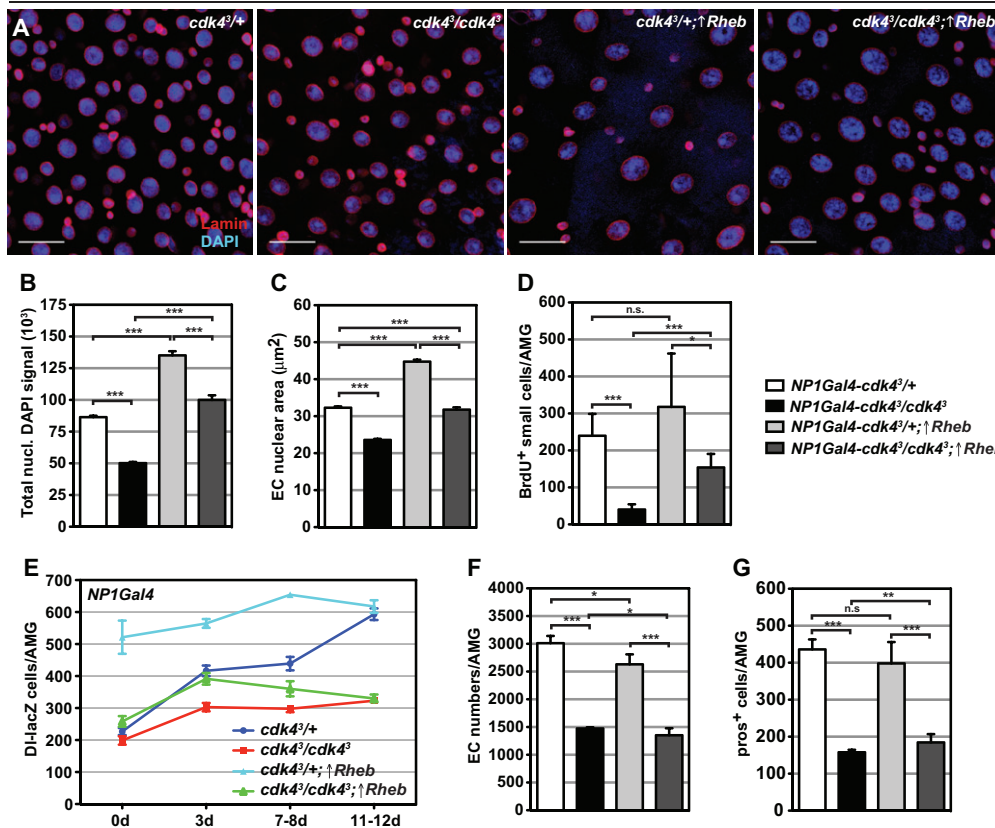 A
cdk4³/+
cdk4³/cdk4³
cdk4³/+;↑Rheb
cdk4³/cdk4³;↑Rheb
Lamin
DAPI
B
Total nucl. DAPI signal (10³)
175
150
125
100
75
50
25
0
***
***
***
***
C
EC nuclear area (μm²)
60
50
40
30
20
10
0
***
***
***
***
D
BrdU⁺ small cells/AMG
600
500
400
300
200
100
0
n.s.
***
*
***
NP1Gal4-cdk4³/+
NP1Gal4-cdk4³/cdk4³
NP1Gal4-cdk4³/+;↑Rheb
NP1Gal4-cdk4³/cdk4³;↑Rhe
E
NP1Gal4
Dl-lacZ cells/AMG
700
600
500
400
300
200
100
0
cdk4³/+
cdk4³/cdk4³
cdk4³/+;↑Rheb
cdk4³/cdk4³;↑Rheb
0d
3d
7-8d
11-12d
F
EC numbers/AMG
4000
3500
3000
2500
2000
1500
1000
500
0
*
***
*
***
G
pros⁺ cells/AMG
600
500
400
300
200
100
0
**
n.s
***
***